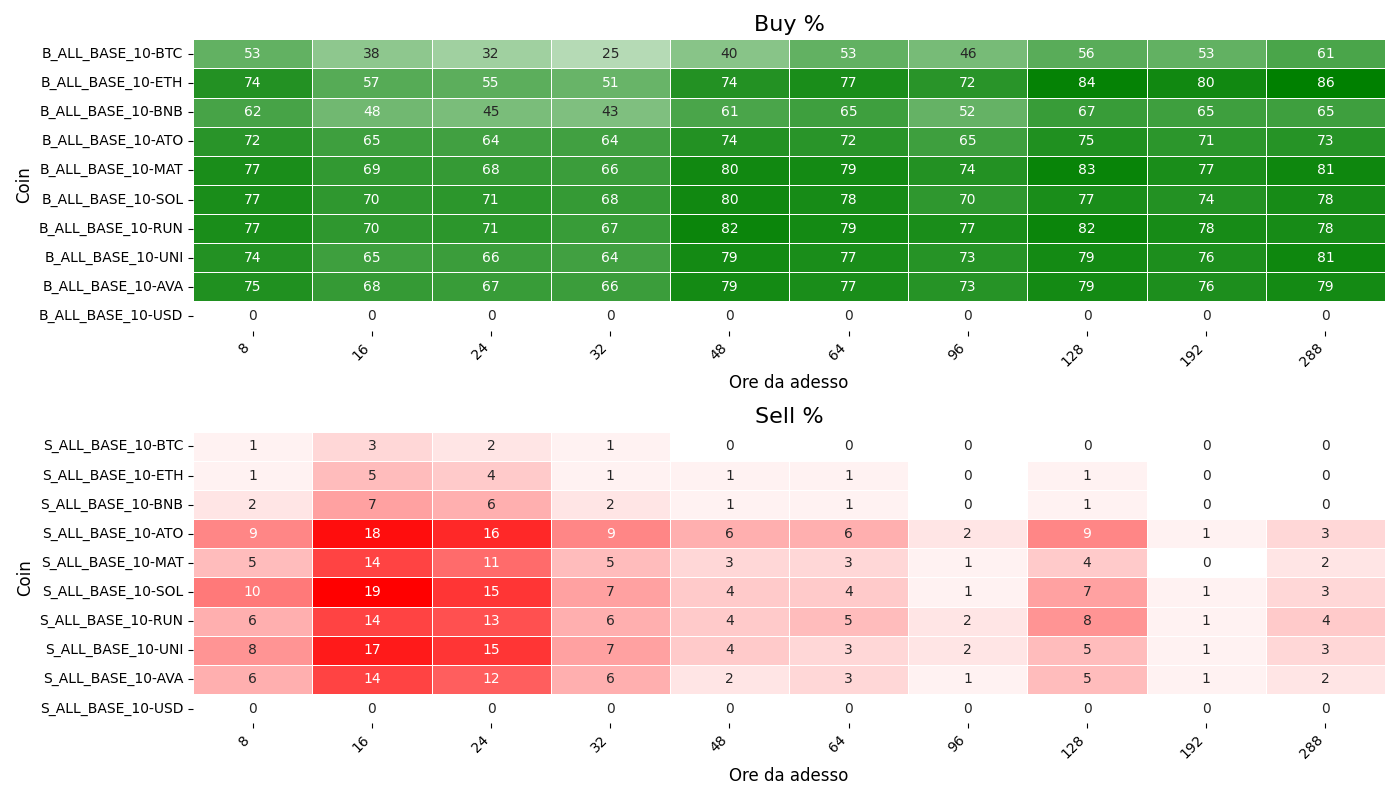 Buy %
Coin
B_ALL_BASE_10-BTC 53 38 32 25 40 53 46 56 53 61
B_ALL_BASE_10-ETH 74 57 55 51 74 77 72 84 80 86
B_ALL_BASE_10-BNB 62 48 45 43 61 65 52 67 65 65
B_ALL_BASE_10-ATO 72 65 64 64 74 72 65 75 71 73
B_ALL_BASE_10-MAT 77 69 68 66 80 79 74 83 77 81
B_ALL_BASE_10-SOL 77 70 71 68 80 78 70 77 74 78
B_ALL_BASE_10-RUN 77 70 71 67 82 79 77 82 78 78
B_ALL_BASE_10-UNI 74 65 66 64 79 77 73 79 76 81
B_ALL_BASE_10-AVA 75 68 67 66 79 77 73 79 76 79
B_ALL_BASE_10-USD 0 0 0 0 0 0 0 0 0 0
8 16 24 32 48 64 96 128 192 288
Ore da adesso
Sell %
Coin
S_ALL_BASE_10-BTC 1 3 2 1 0 0 0 0 0 0
S_ALL_BASE_10-ETH 1 5 4 1 1 1 0 1 0 0
S_ALL_BASE_10-BNB 2 7 6 2 1 1 0 1 0 0
S_ALL_BASE_10-ATO 9 18 16 9 6 6 2 9 1 3
S_ALL_BASE_10-MAT 5 14 11 5 3 3 1 4 0 2
S_ALL_BASE_10-SOL 10 19 15 7 4 4 1 7 1 3
S_ALL_BASE_10-RUN 6 14 13 6 4 5 2 8 1 4
S_ALL_BASE_10-UNI 8 17 15 7 4 3 2 5 1 3
S_ALL_BASE_10-AVA 6 14 12 6 2 3 1 5 1 2
S_ALL_BASE_10-USD 0 0 0 0 0 0 0 0 0 0
8 16 24 32 48 64 96 128 192 288
Ore da adesso